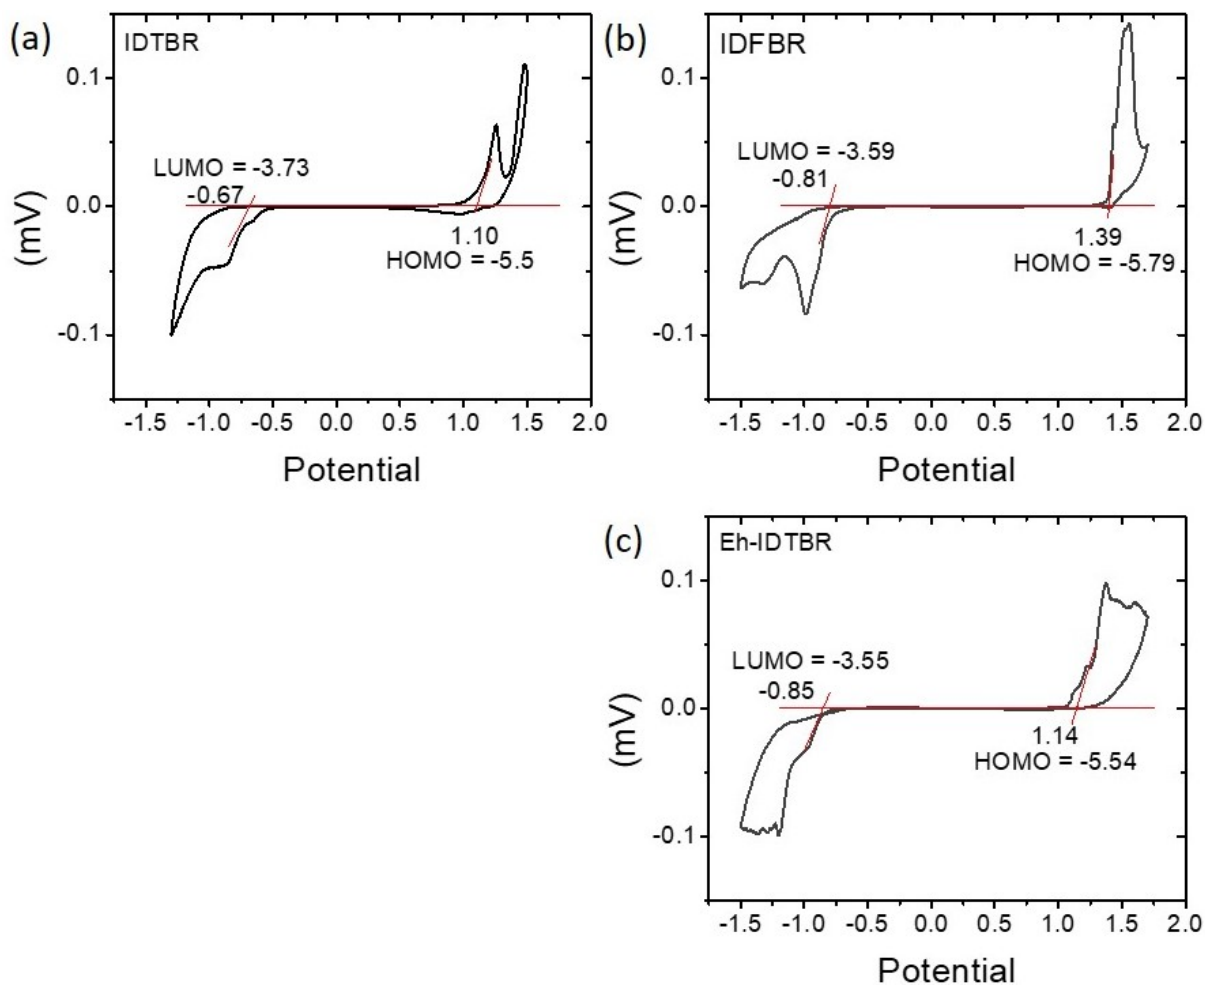 (a)
IDTBR
0.1
0.0
-0.1
(mV)
LUMO = -3.73
-0.67
1.10
HOMO = -5.5
-1.5 -1.0 -0.5 0.0 0.5 1.0 1.5 2.0
Potential
(b)
IDFBR
0.1
0.0
-0.1
(mV)
LUMO = -3.59
-0.81
1.39
HOMO = -5.79
-1.5 -1.0 -0.5 0.0 0.5 1.0 1.5 2.0
Potential
(c)
Eh-IDTBR
0.1
0.0
-0.1
(mV)
LUMO = -3.55
-0.85
1.14
HOMO = -5.54
-1.5 -1.0 -0.5 0.0 0.5 1.0 1.5 2.0
Potential